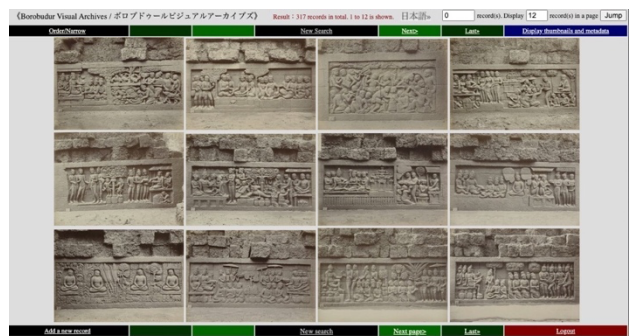 《Borobudur Visual Archives / ボロブドゥールビジュアルアーカイブズ》 Result : 317 records in total. 1 to 12 is shown. 日本語» 0 record(s). Display 12 record(s) in a page Jump
Order/Narrow New Search Next> Last» Display thumbnails and metadata
Add a new record New search Next page> Last» Logout